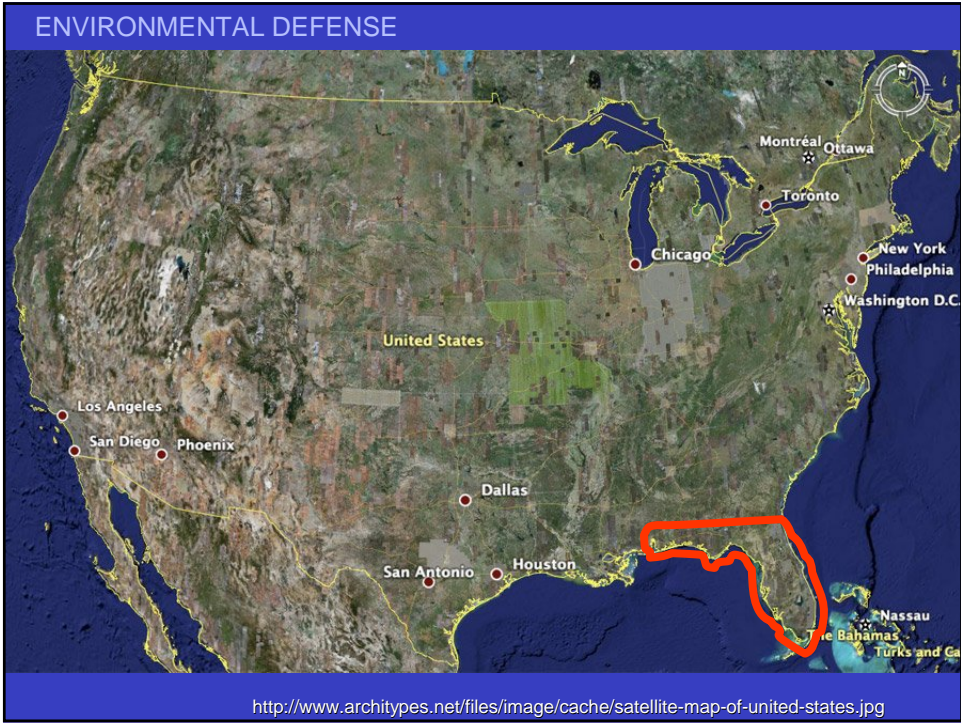 ENVIRONMENTAL DEFENSE
N
Montréal
Ottawa
Toronto
Chicago
New York
Philadelphia
Washington D.C.
United States
Los Angeles
San Diego
Phoenix
Dallas
San Antonio
Houston
Nassau
The Bahamas
Turks and Ca
http://www.architypes.net/files/image/cache/satellite-map-of-united-states.jpg